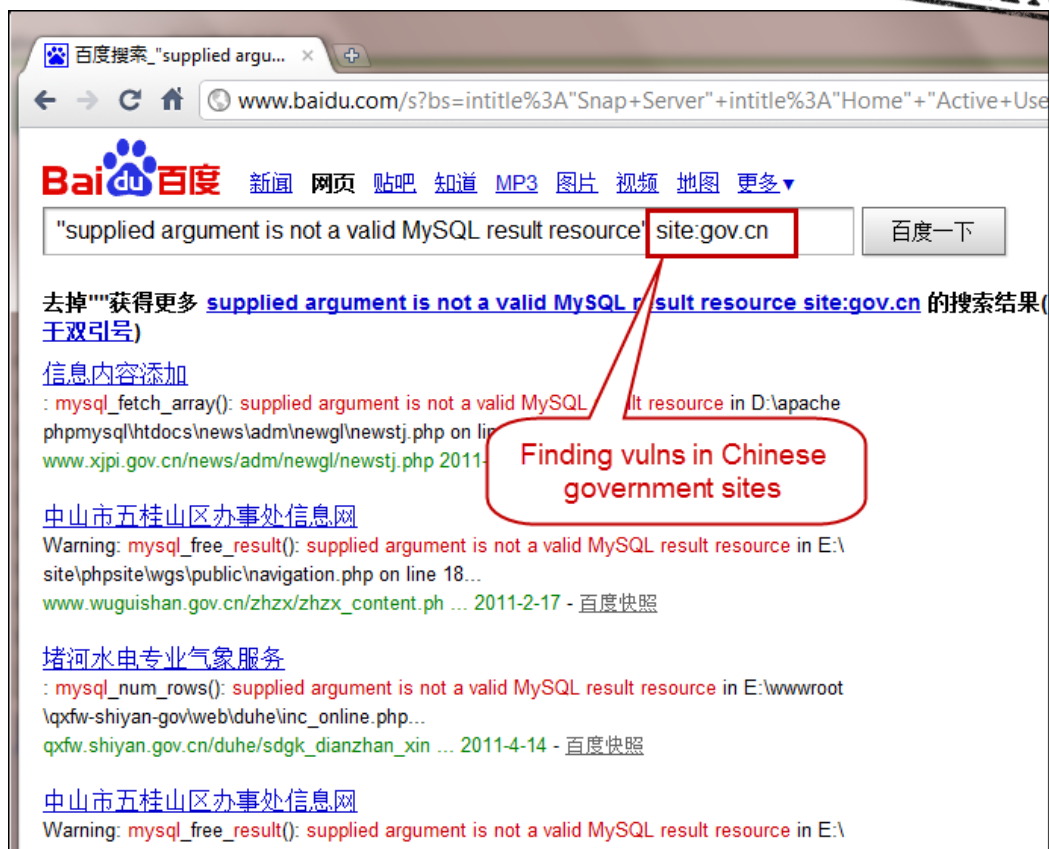 百度搜索_"supplied argu...
www.baidu.com/s?bs=intitle%3A"Snap+Server"+intitle%3A"Home"+"Active+Use
Bai du 百度 新闻 网页 贴吧 知道 MP3 图片 视频 地图 更多▼
"supplied argument is not a valid MySQL result resource" site:gov.cn 百度一下
去掉""获得更多 supplied argument is not a valid MySQL result resource site:gov.cn 的搜索结果(
于双引号)
信息内容添加
: mysql_fetch_array(): supplied argument is not a valid MySQL lt resource in D:\apache
phpmysql\htdocs\news\adm\newgl\newstj.php on lin
www.xjpi.gov.cn/news/adm/newgl/newstj.php 2011-
Finding vulns in Chinese
government sites
中山市五桂山区办事处信息网
Warning: mysql_free_result(): supplied argument is not a valid MySQL result resource in E:\
site\phpsite\wgs\public\navigation.php on line 18...
www.wuguishan.gov.cn/zhzx/zhzx_content.ph ... 2011-2-17 - 百度快照
堵河水电专业气象服务
: mysql_num_rows(): supplied argument is not a valid MySQL result resource in E:\wwwroot
\qxfw-shiyan-gov\web\duhe\inc_online.php...
qxfw.shiyan.gov.cn/duhe/sdgk_dianzhan_xin ... 2011-4-14 - 百度快照
中山市五桂山区办事处信息网
Warning: mysql_free_result(): supplied argument is not a valid MySQL result resource in E:\